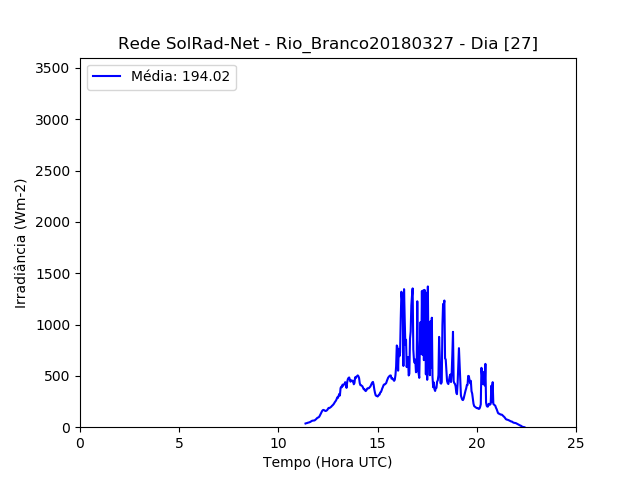 Rede SolRad-Net - Rio_Branco20180327 - Dia [27]
Média: 194.02
3500
3000
2500
2000
1500
1000
500
0
Irradiância (Wm-2)
0 5 10 15 20 25
Tempo (Hora UTC)